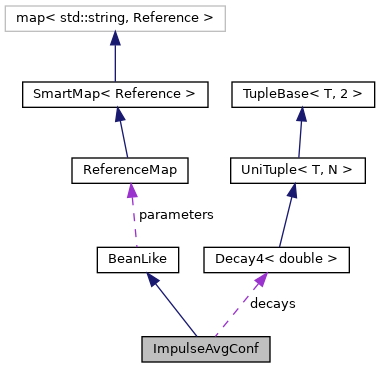 map< std::string, Reference >
SmartMap< Reference >
TupleBase< T, 2 >
ReferenceMap
UniTuple< T, N >
parameters
BeanLike
Decay4< double >
decays
ImpulseAvgConf